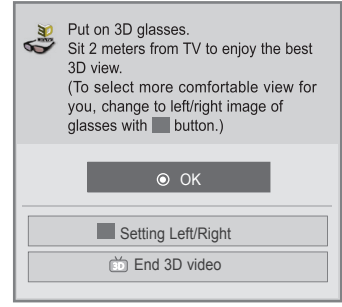 Put on 3D glasses.
Sit 2 meters from TV to enjoy the best
3D view.
(To select more comfortable view for
you, change to left/right image of
glasses with button.)
OK
Setting Left/Right
3D End 3D video